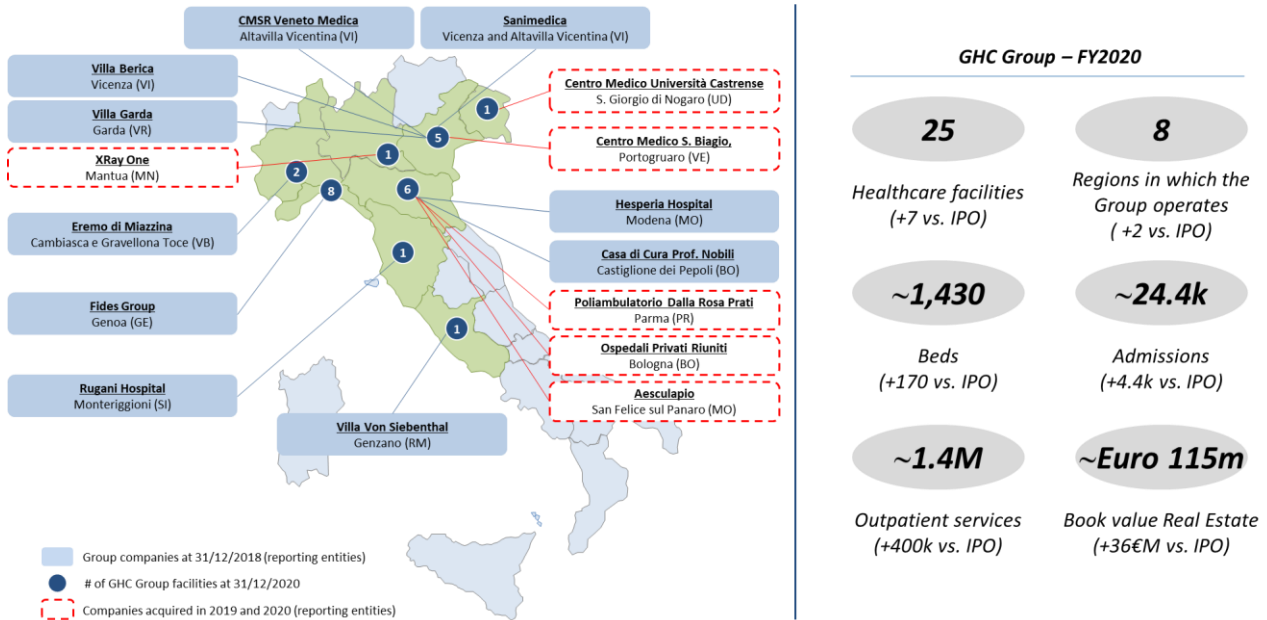 CMSR Veneto Medica
Altavilla Vicentina (VI)
Sanimedica
Vicenza and Altavilla Vicentina (VI)
Villa Berica
Vicenza (VI)
Centro Medico Università Castrense
S. Giorgio di Nogaro (UD)
Villa Garda
Garda (VR)
Centro Medico S. Biagio,
Portogruaro (VE)
XRay One
Mantua (MN)
1
5
1
2
8
6
1
1
Hesperia Hospital
Modena (MO)
Eremo di Miazzina
Cambiasca e Gravellona Toce (VB)
Casa di Cura Prof. Nobili
Castiglione dei Pepoli (BO)
Fides Group
Genoa (GE)
Poliambulatorio Dalla Rosa Prati
Parma (PR)
Ospedali Privati Riuniti
Bologna (BO)
Rugani Hospital
Monteriggioni (SI)
Aesculapio
San Felice sul Panaro (MO)
Villa Von Siebenthal
Genzano (RM)
Group companies at 31/12/2018 (reporting entities)
# of GHC Group facilities at 31/12/2020
Companies acquired in 2019 and 2020 (reporting entities)
GHC Group – FY2020
25
Healthcare facilities
(+7 vs. IPO)
8
Regions in which the
Group operates
( +2 vs. IPO)
~1,430
Beds
(+170 vs. IPO)
~24.4k
Admissions
(+4.4k vs. IPO)
~1.4M
Outpatient services
(+400k vs. IPO)
~Euro 115m
Book value Real Estate
(+36€M vs. IPO)